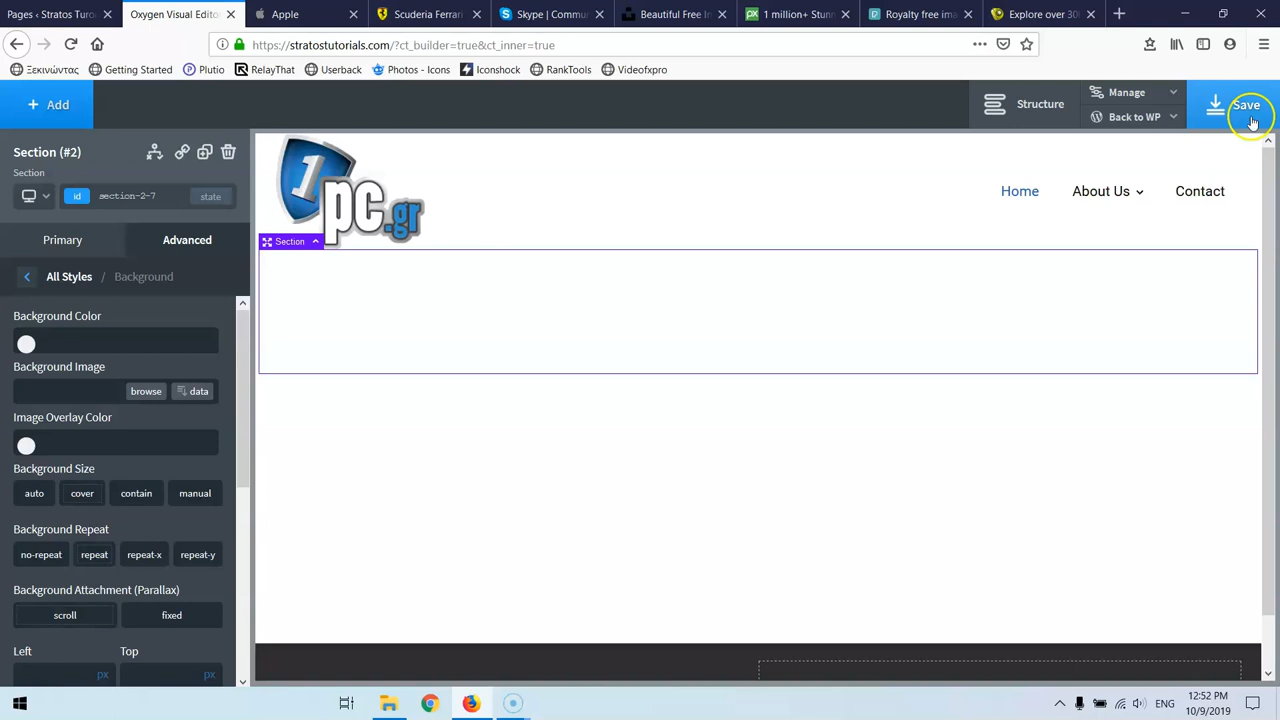 Pages ‹ Stratos Tutor
Oxygen Visual Edito
Apple
Scuderia Ferrari
Skype | Commun
Beautiful Free Im
1 million+ Stunn
Royalty free ima
Explore over 300
https://stratostutorials.com/?ct_builder=true&ct_inner=true
Ξεκινώντας
Getting Started
Plutio
RelayThat
Userback
Photos - Icons
Iconshock
RankTools
Videofxpro
+ Add
Structure
Manage
Back to WP
Save
Section (#2)
Section
id
section-2-7
state
Primary
Advanced
All Styles / Background
Background Color
Background Image
browse
data
Image Overlay Color
Background Size
auto
cover
contain
manual
Background Repeat
no-repeat
repeat
repeat-x
repeat-y
Background Attachment (Parallax)
scroll
fixed
Left
Top
px
px
1pc.gr
Home
About Us
Contact
Section
ENG
12:52 PM
10/9/2019